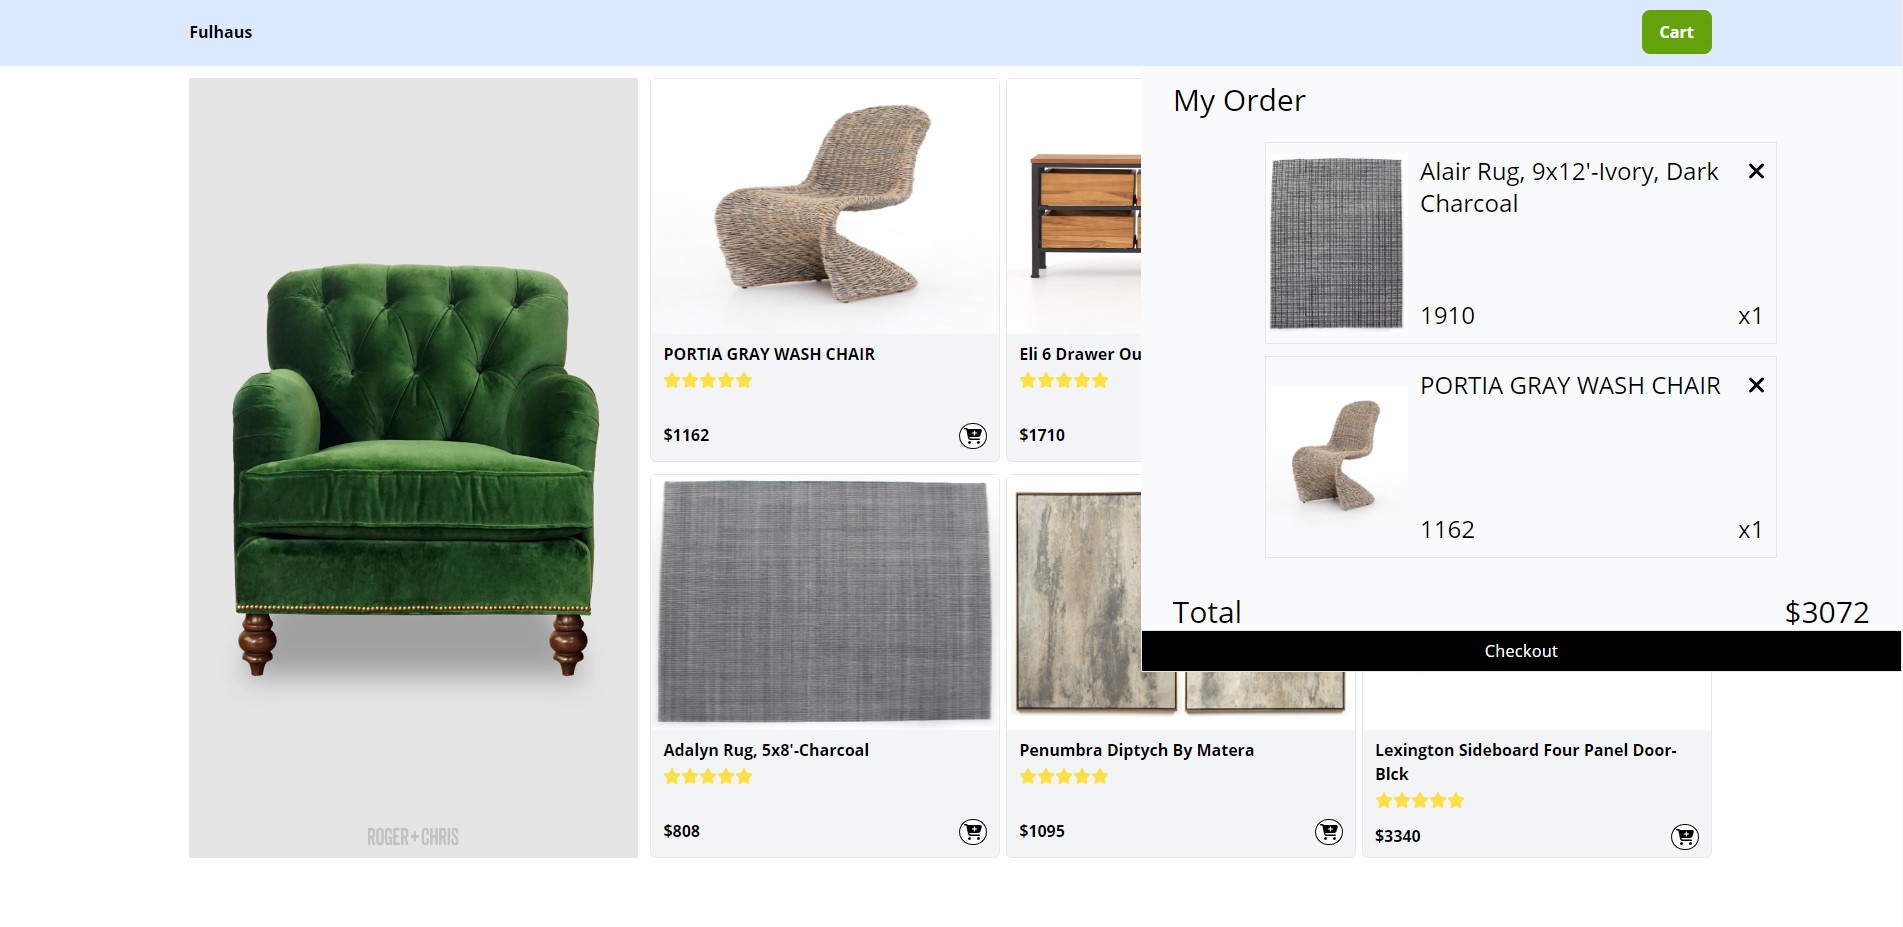 Fulhaus
Cart
My Order
Alair Rug, 9x12'-Ivory, Dark
Charcoal
1910
x1
PORTIA GRAY WASH CHAIR
1162
x1
Total
$3072
Checkout
PORTIA GRAY WASH CHAIR
$1162
Eli 6 Drawer Ou
$1710
Adalyn Rug, 5x8'-Charcoal
$808
Penumbra Diptych By Matera
$1095
Lexington Sideboard Four Panel Door-
Blck
$3340
ROGER+CHRIS